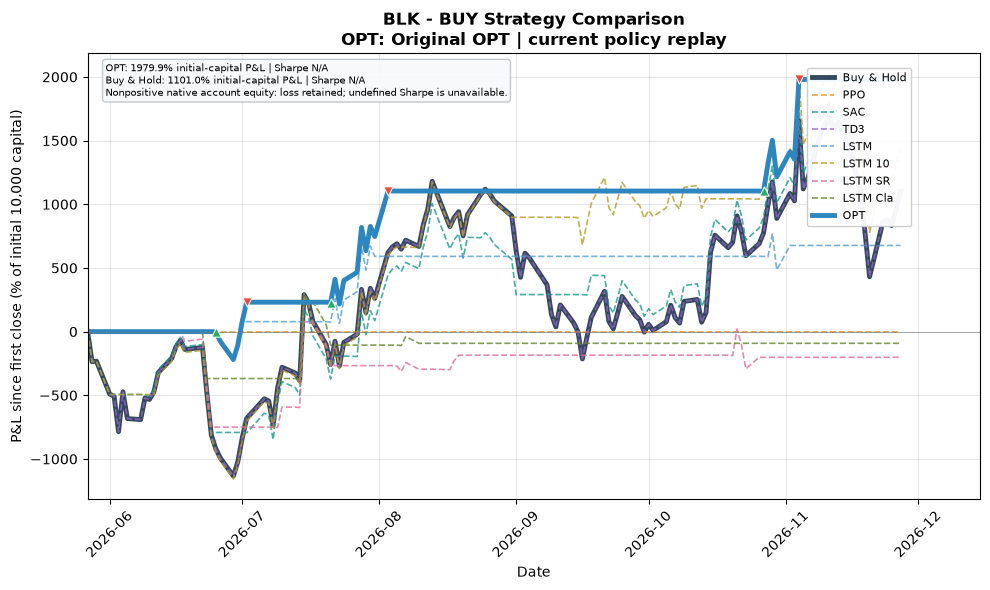 BLK - BUY Strategy Comparison
OPT: Original OPT | current policy replay
OPT: 1979.9% initial-capital P&L | Sharpe N/A
Buy & Hold: 1101.0% initial-capital P&L | Sharpe N/A
Nonpositive native account equity: loss retained; undefined Sharpe is unavailable.
Buy & Hold
PPO
SAC
TD3
LSTM
LSTM 10
LSTM SR
LSTM Cla
OPT
P&L since first close (% of initial 10,000 capital)
2000
1500
1000
500
0
−500
−1000
2026-06
2026-07
2026-08
2026-09
2026-10
2026-11
2026-12
Date